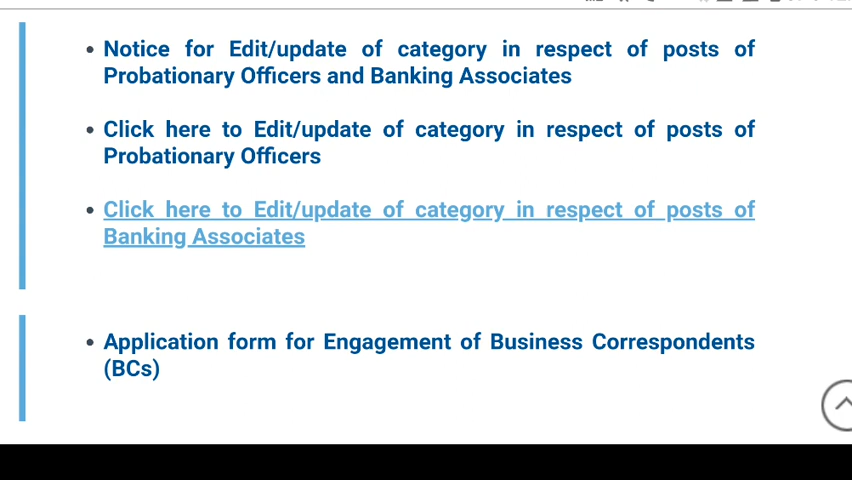 Notice for Edit/update of category in respect of posts of
Probationary Officers and Banking Associates
Click here to Edit/update of category in respect of posts of
Probationary Officers
Click here to Edit/update of category in respect of posts of
Banking Associates
Application form for Engagement of Business Correspondents
(BCs)